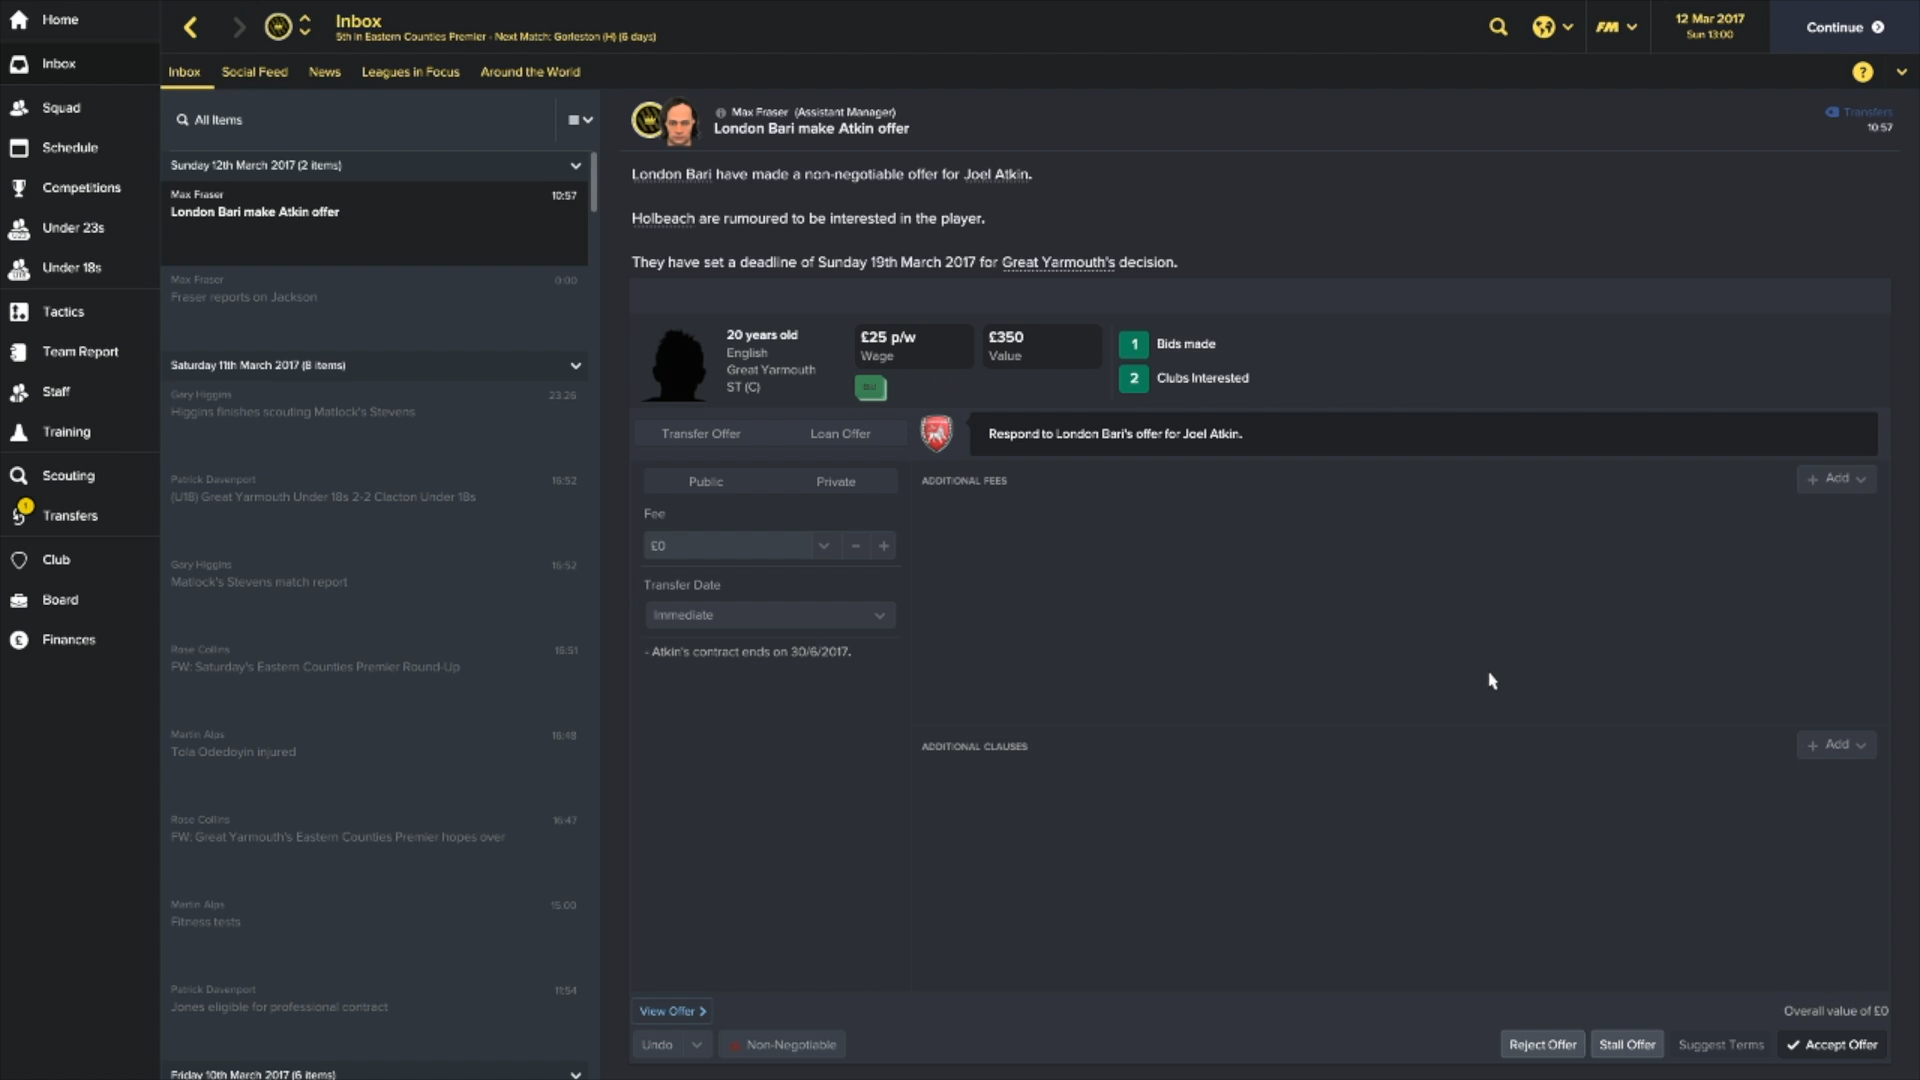 Home
Inbox
Squad
Schedule
Competitions
Under 23s
Under 18s
Tactics
Team Report
Staff
Training
Scouting
1
Transfers
Club
Board
Finances
Inbox
5th in Eastern Counties Premier - Next Match: Gorleston (H) (6 days)
FM
12 Mar 2017
Sun 13:00
Continue
Inbox Social Feed News Leagues in Focus Around the World
?
All Items
Sunday 12th March 2017 (2 items)
Max Fraser 10:57
London Bari make Atkin offer
Max Fraser 0:00
Fraser reports on Jackson
Saturday 11th March 2017 (8 items)
Gary Higgins 23:26
Higgins finishes scouting Matlock's Stevens
Patrick Davenport 16:52
(U18) Great Yarmouth Under 18s 2-2 Clacton Under 18s
Gary Higgins 16:52
Matlock's Stevens match report
Rose Collins 16:51
FW: Saturday's Eastern Counties Premier Round-Up
Martin Alps 16:48
Tola Odedoyin injured
Rose Collins 16:47
FW: Great Yarmouth's Eastern Counties Premier hopes over
Martin Alps 15:00
Fitness tests
Patrick Davenport 11:54
Jones eligible for professional contract
Friday 10th March 2017 (6 items)
Max Fraser (Assistant Manager)
London Bari make Atkin offer
Transfers
10:57
London Bari have made a non-negotiable offer for Joel Atkin.
Holbeach are rumoured to be interested in the player.
They have set a deadline of Sunday 19th March 2017 for Great Yarmouth's decision.
20 years old
English
Great Yarmouth
ST (C)
£25 p/w
Wage
Bid
£350
Value
1 Bids made
2 Clubs Interested
Transfer Offer Loan Offer
Respond to London Bari's offer for Joel Atkin.
Public Private
Fee
£0
Transfer Date
Immediate
- Atkin's contract ends on 30/6/2017.
ADDITIONAL FEES
+ Add
ADDITIONAL CLAUSES
+ Add
View Offer
Overall value of £0
Undo
Non-Negotiable
Reject Offer
Stall Offer
Suggest Terms
Accept Offer